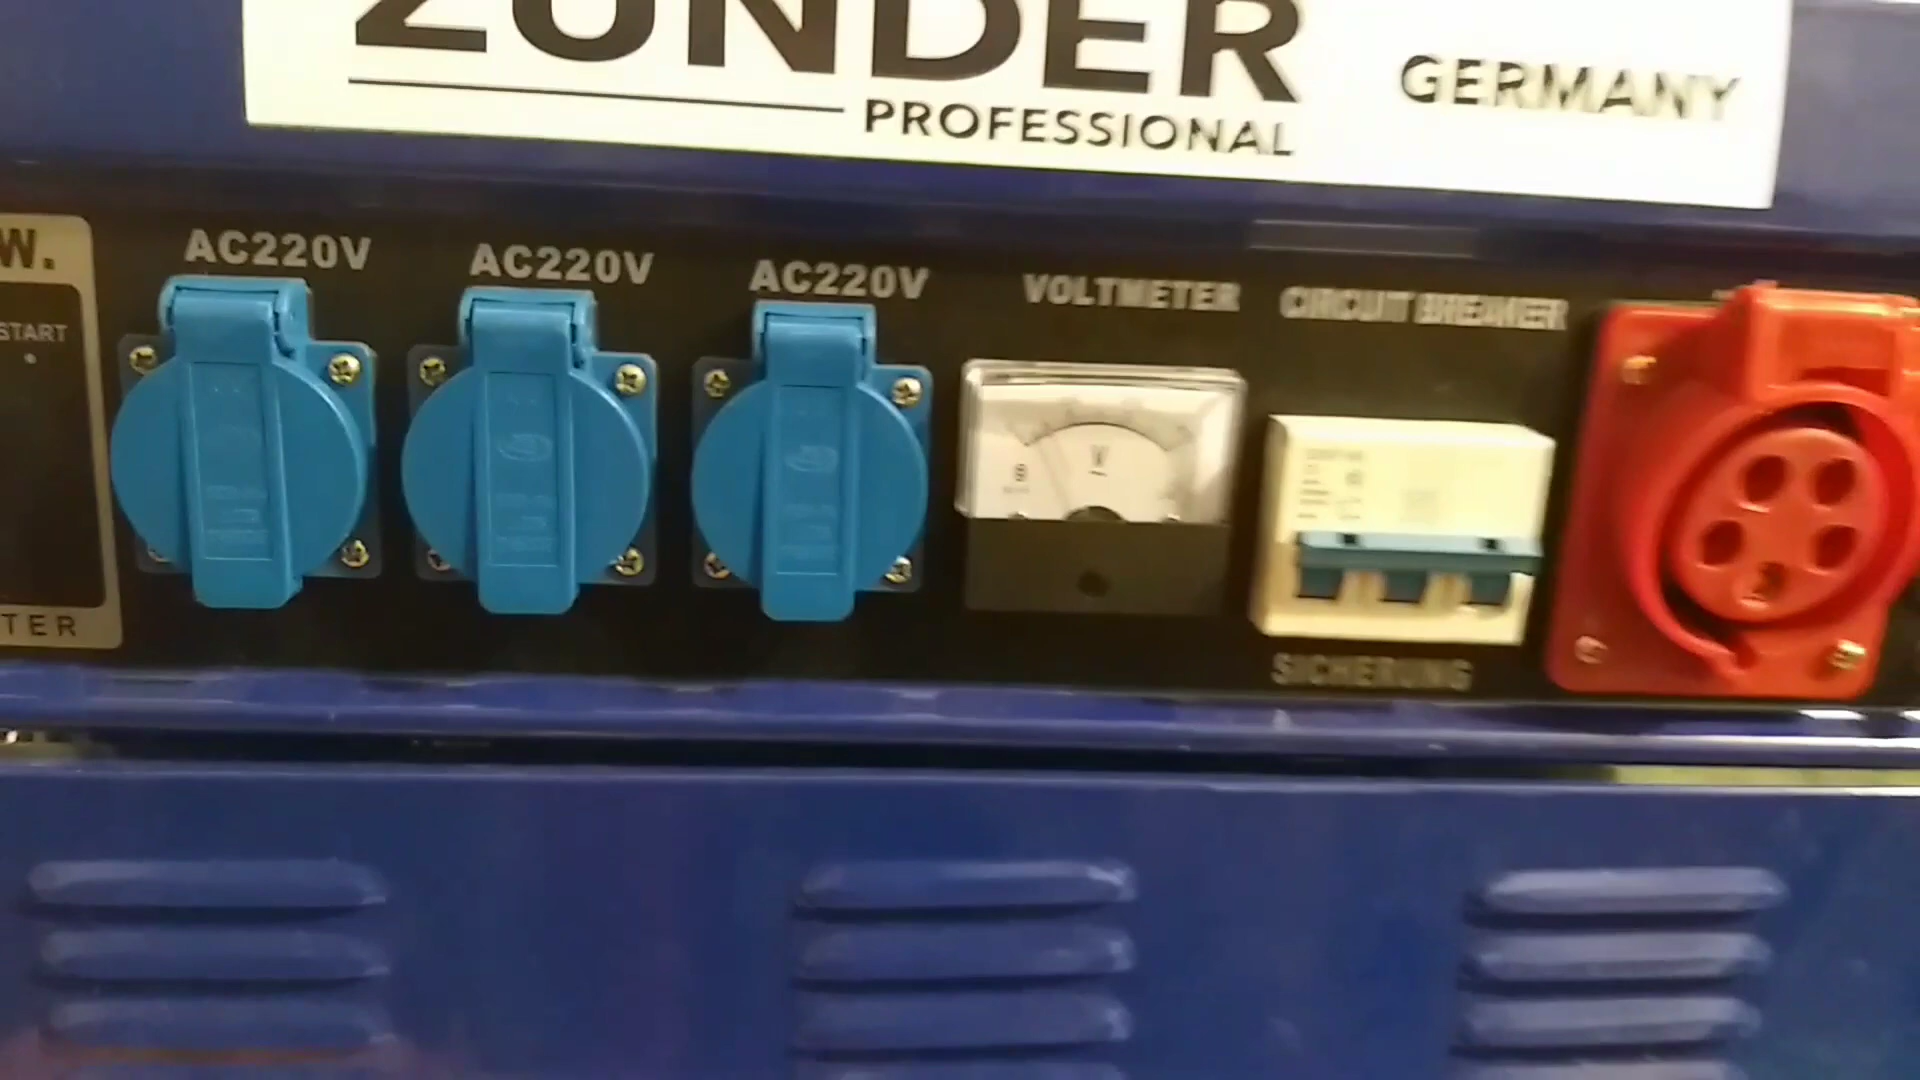 ZUNDER
PROFESSIONAL
GERMANY
W.
START
TER
AC220V
AC220V
AC220V
VOLTMETER
CIRCUIT BREAKER
V
SICHERUNG